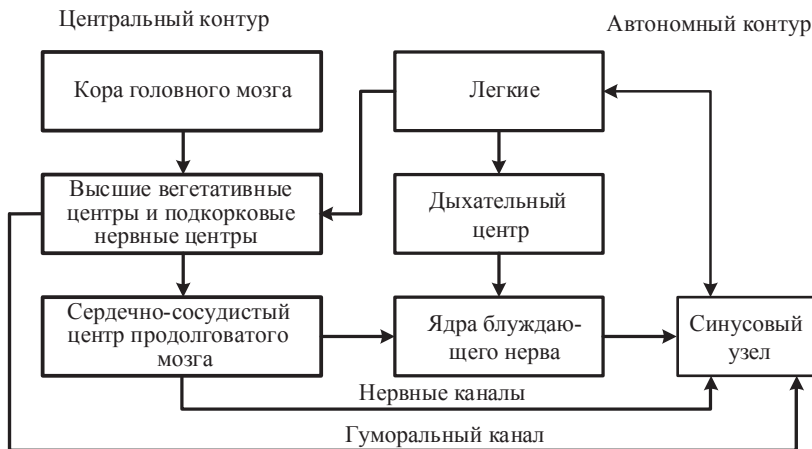 Центральный контур
Автономный контур
Кора головного мозга
Легкие
Высшие вегетативные
центры и подкорковые
нервные центры
Дыхательный
центр
Сердечно-сосудистый
центр продолговатого
мозга
Ядра блуждаю-
щего нерва
Синусовый
узел
Нервные каналы
Гуморальный канал